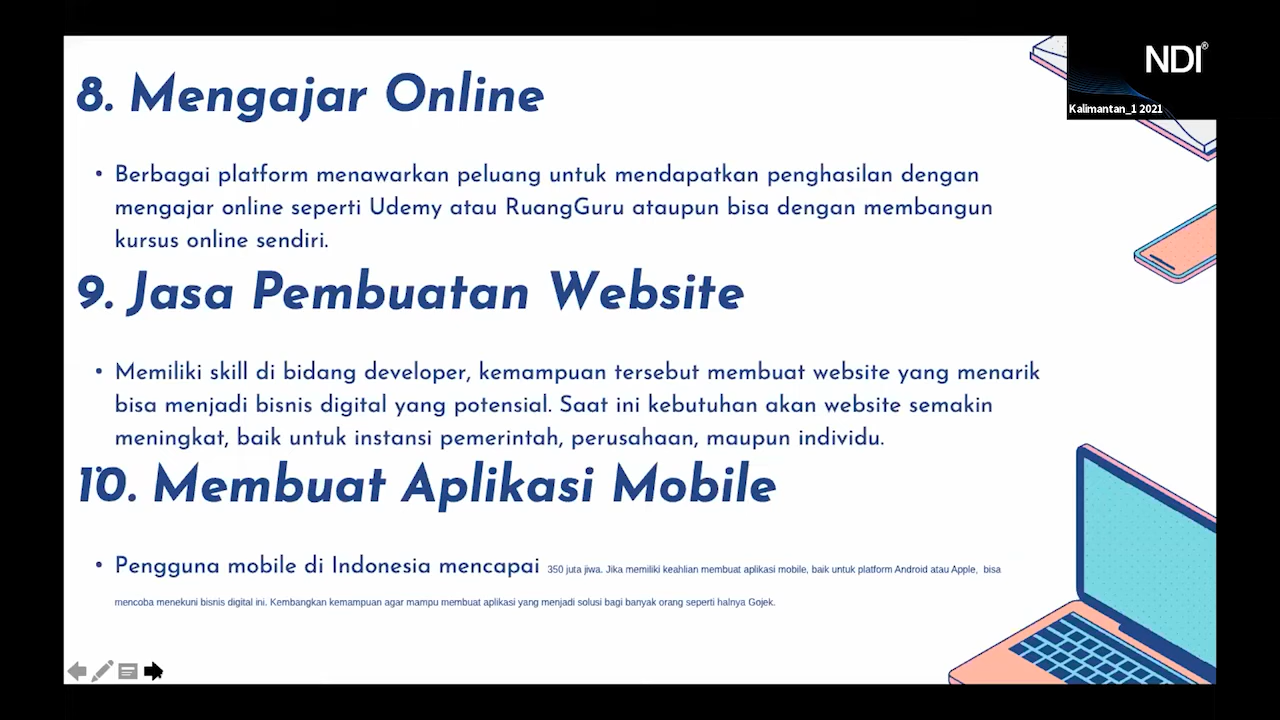 NDI®
Kalimantan_1 2021
8. Mengajar Online
• Berbagai platform menawarkan peluang untuk mendapatkan penghasilan dengan
mengajar online seperti Udemy atau RuangGuru ataupun bisa dengan membangun
kursus online sendiri.
9. Jasa Pembuatan Website
• Memiliki skill di bidang developer, kemampuan tersebut membuat website yang menarik
bisa menjadi bisnis digital yang potensial. Saat ini kebutuhan akan website semakin
meningkat, baik untuk instansi pemerintah, perusahaan, maupun individu.
10. Membuat Aplikasi Mobile
• Pengguna mobile di Indonesia mencapai 350 juta jiwa. Jika memiliki keahlian membuat aplikasi mobile, baik untuk platform Android atau Apple, bisa
mencoba menekuni bisnis digital ini. Kembangkan kemampuan agar mampu membuat aplikasi yang menjadi solusi bagi banyak orang seperti halnya Gojek.